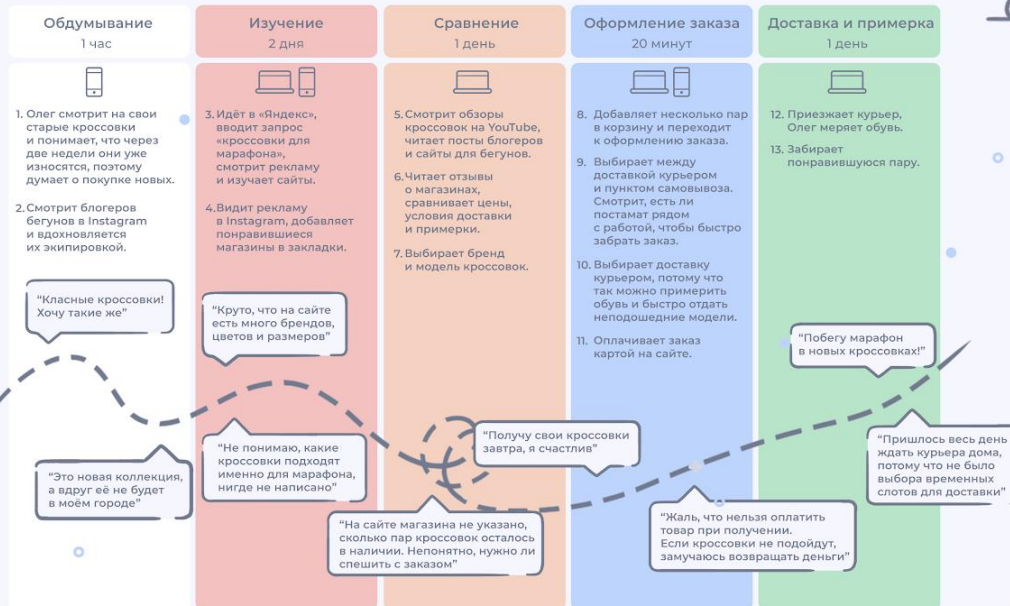 Обдумывание
1 час
Изучение
2 дня
Сравнение
1 день
Оформление заказа
20 минут
Доставка и примерка
1 день
1. Олег смотрит на свои
старые кроссовки
и понимает, что через
две недели они уже
износятся, поэтому
думает о покупке новых.
2. Смотрит блогеров
бегунов в Instagram
и вдохновляется
их экипировкой.
“Класные кроссовки!
Хочу такие же”
“Это новая коллекция,
а вдруг её не будет
в моём городе”
3. Идёт в «Яндекс»,
вводит запрос
«кроссовки для
марафона»,
смотрит рекламу
и изучает сайты.
4. Видит рекламу
в Instagram, добавляет
понравившиеся
магазины в закладки.
“Круто, что на сайте
есть много брендов,
цветов и размеров”
“Не понимаю, какие
кроссовки подходят
именно для марафона,
нигде не написано”
5. Смотрит обзоры
кроссовок на YouTube,
читает посты блогеров
и сайты для бегунов.
6. Читает отзывы
о магазинах,
сравнивает цены,
условия доставки
и примерки.
7. Выбирает бренд
и модель кроссовок.
“Получу свои кроссовки
завтра, я счастлив”
“На сайте магазина не указано,
сколько пар кроссовок осталось
в наличии. Непонятно, нужно ли
спешить с заказом”
8. Добавляет несколько пар
в корзину и переходит
к оформлению заказа.
9. Выбирает между
доставкой курьером
и пунктом самовывоза.
Смотрит, есть ли
постамат рядом
с работой, чтобы быстро
забрать заказ.
10. Выбирает доставку
курьером, потому что
так можно примерить
обувь и быстро отдать
неподошедшие модели.
11. Оплачивает заказ
картой на сайте.
“Жаль, что нельзя оплатить
товар при получении.
Если кроссовки не подойдут,
замучаюсь возвращать деньги”
12. Приезжает курьер,
Олег меряет обувь.
13. Забирает
понравившуюся пару.
“Побегу марафон
в новых кроссовках!”
“Пришлось весь день
ждать курьера дома,
потому что не было
выбора временных
слотов для доставки”